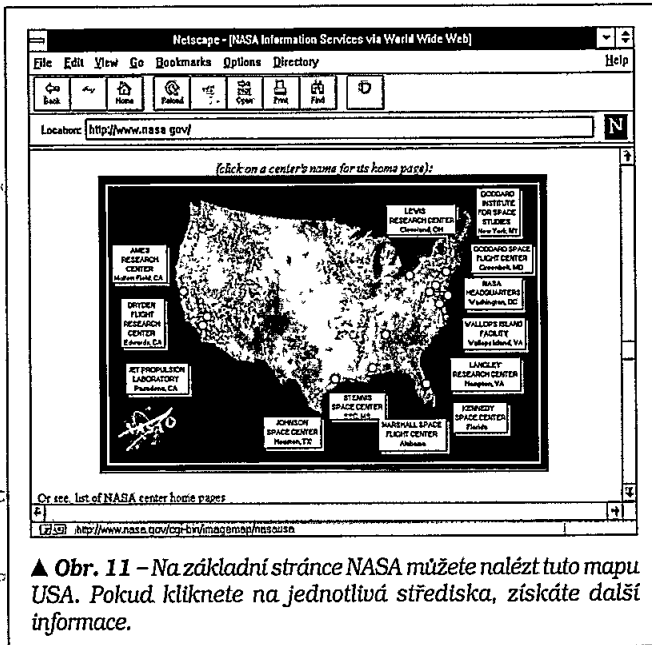 Netscape - [NASA Information Services via World Wide Web]
File Edit View Go Bookmarks Options Directory Help
Back Home Reload Open Print Find
Location: http://www.nasa.gov/
N
(click on a center's name for its home page):
GODDARD
INSTITUTE
FOR SPACE
STUDIES
New York, NY
LEWIS
RESEARCH CENTER
Cleveland, OH
AMES
RESEARCH
CENTER
Moffett Field, CA
GODDARD SPACE
FLIGHT CENTER
Greenbelt, MD
NASA
HEADQUARTERS
Washington, DC
DRYDEN
FLIGHT
RESEARCH
CENTER
Edwards, CA
WALLOPS ISLAND
FACILITY
Wallops Island, VA
JET PROPULSION
LABORATORY
Pasadena, CA
LANGLEY
RESEARCH CENTER
Hampton, VA
STENNIS
SPACE CENTER
SSC, MS
KENNEDY
SPACE CENTER
Florida
JOHNSON
SPACE CENTER
Houston, TX
MARSHALL SPACE
FLIGHT CENTER
Alabama
NASA
Or see, list of NASA center home pages
http://www.nasa.gov/cgi-bin/imagemap/nasausa
▲ Obr. 11 – Na základní stránce NASA můžete nalézt tuto mapu
USA. Pokud kliknete na jednotlivá střediska, získáte další
informace.